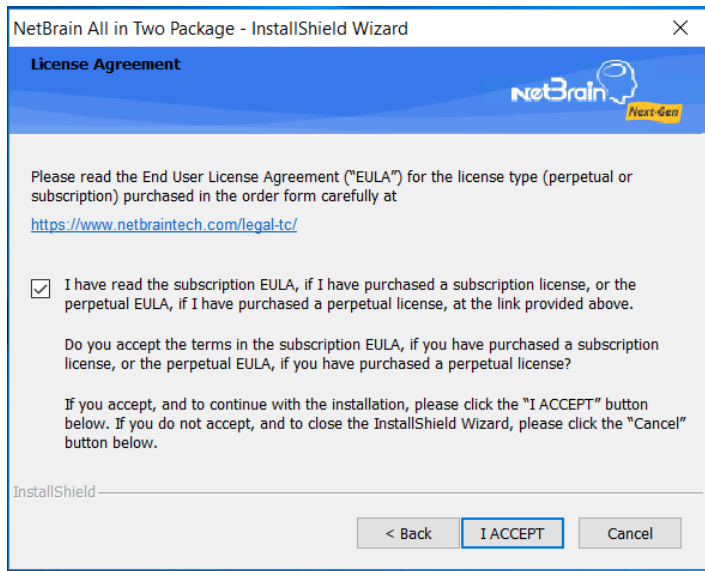 NetBrain All in Two Package - InstallShield Wizard
License Agreement
NetBrain
Next-Gen
Please read the End User License Agreement (“EULA”) for the license type (perpetual or
subscription) purchased in the order form carefully at
https://www.netbraintech.com/legal-tc/
I have read the subscription EULA, if I have purchased a subscription license, or the
perpetual EULA, if I have purchased a perpetual license, at the link provided above.
Do you accept the terms in the subscription EULA, if you have purchased a subscription
license, or the perpetual EULA, if you have purchased a perpetual license?
If you accept, and to continue with the installation, please click the “I ACCEPT” button
below. If you do not accept, and to close the InstallShield Wizard, please click the “Cancel”
button below.
InstallShield
< Back I ACCEPT Cancel